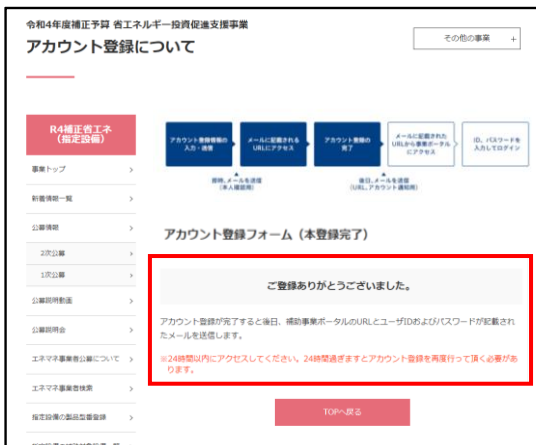 令和4年度補正予算 省エネルギー投資促進支援事業
アカウント登録について
その他の事業 +
R4補正省エネ
(指定設備)
事業トップ
新着情報一覧
公募情報
2次公募
1次公募
公募説明動画
公募説明会
エネマネ事業者公募について
エネマネ事業者検索
指定設備の製品型番登録
アカウント登録情報の
入力・送信
メールに記載される
URLにアクセス
アカウント登録の
完了
メールに記載された
URLから事業ポータル
にアクセス
ID、パスワードを
入力してログイン
即時、メールを送信
(本人確認用)
後日、メールを送信
(URL、アカウント通知用)
アカウント登録フォーム（本登録完了）
ご登録ありがとうございました。
アカウント登録が完了すると後日、補助事業ポータルのURLとユーザIDおよびパスワードが記載され
たメールを送信します。
※24時間以内にアクセスしてください。24時間過ぎますとアカウント登録を再度行って頂く必要があ
ります。
TOPへ戻る